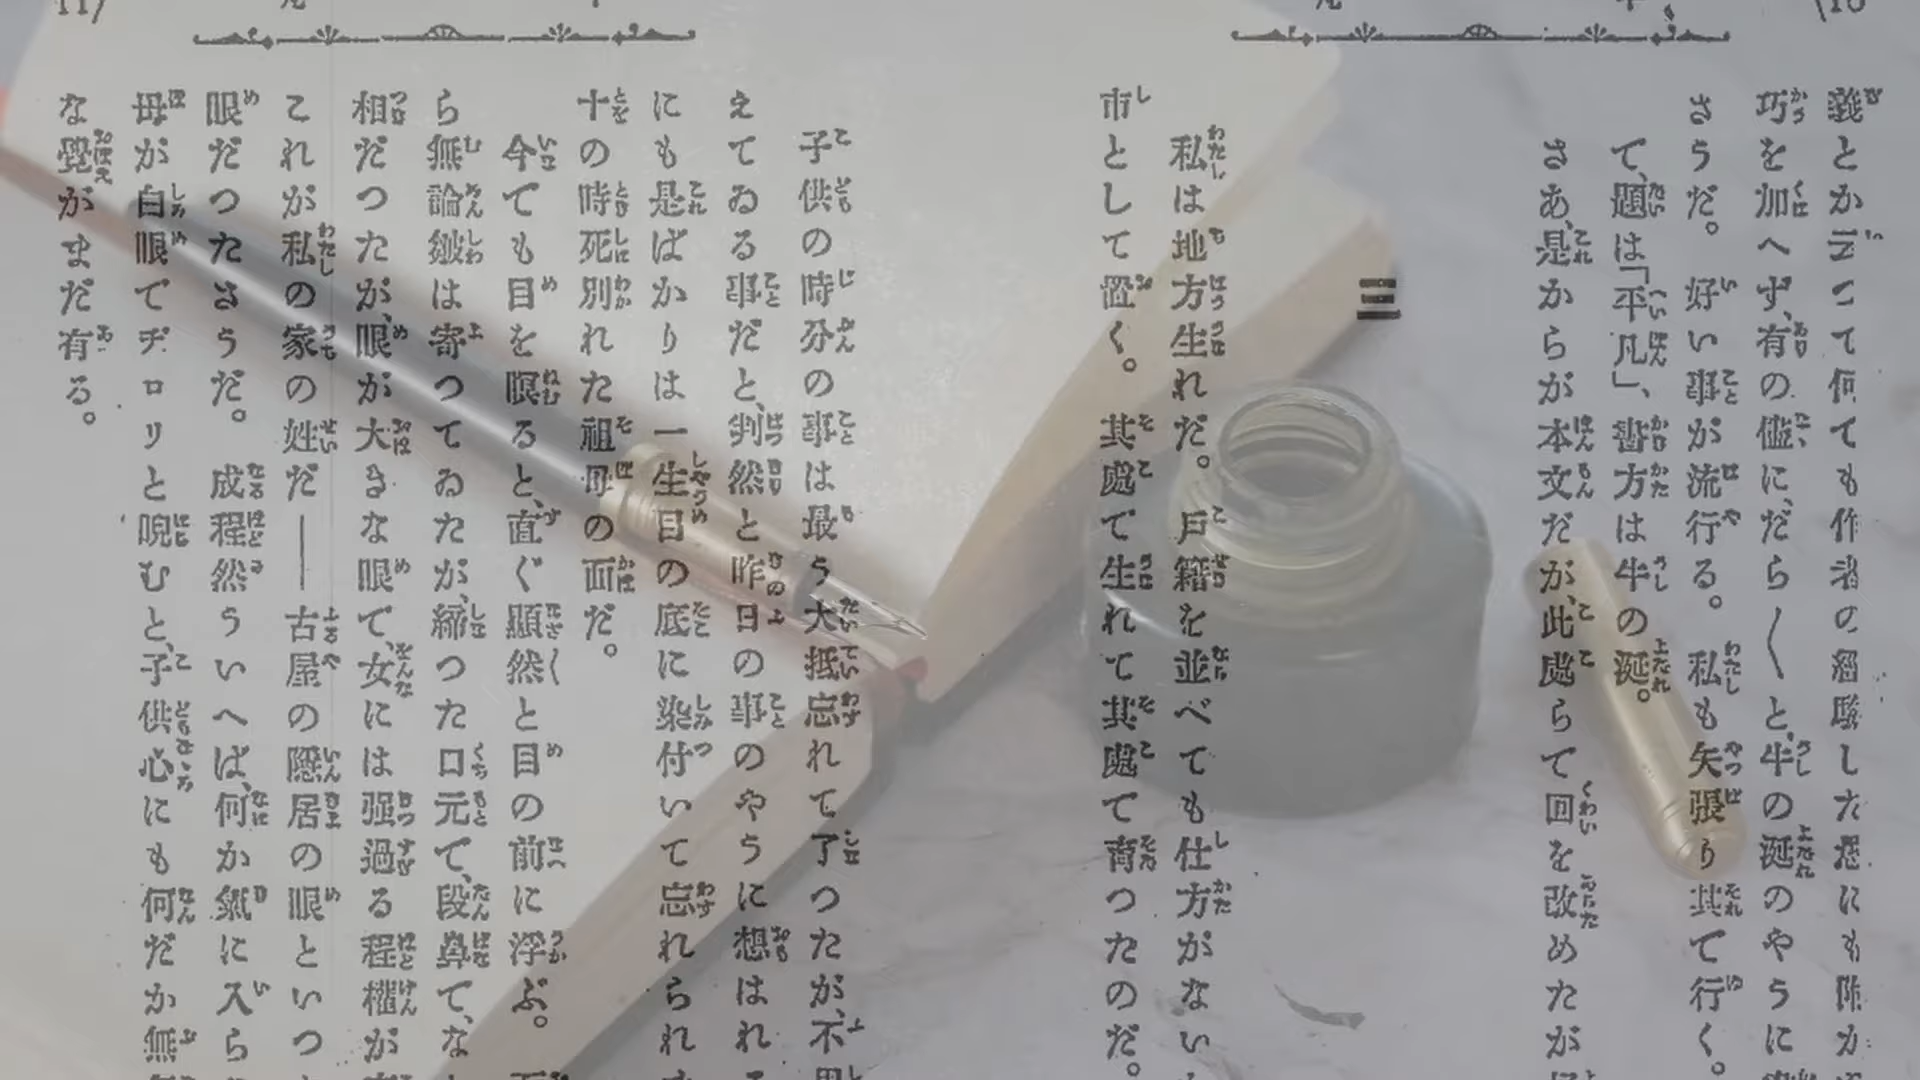 義とか云つて何ても作者の經驗した愚にも附か
巧を加へず、有の儘に、だら〱と、牛の涎のやうに
さうだ。好い事が流行る。私も矢張り其て行く。
て、題は「平凡」、書方は牛の涎。
さあ、是からが本文だが、此處らて回を改めたが
三
私は地方生れだ。戸籍を並べても仕方がない
市として置く。其處て生れて其處て育つたのだ。
子供の時分の事は最う大抵忘れて了つたが、不思
えてゐる事だと、判然と昨日の事のやうに想はれ
にも是ばかりは一生目の底に染付いて忘れられ
十の時死別れた祖母の面だ。
今ても目を瞑ると、直ぐ顯然と目の前に浮ぶ。
ら無論皺は寄つてゐたが、締つた口元て、段鼻て、な
相だつたが、眼が大きな眼て、女には强過る程權が
これが私の家の姓だ――古屋の隱居の眼といつ
眼だつたさうだ。成程然ういへば、何か氣に入ら
母が白眼てヂロリと睨むと、子供心にも何だか無
な覺がまだ有る。